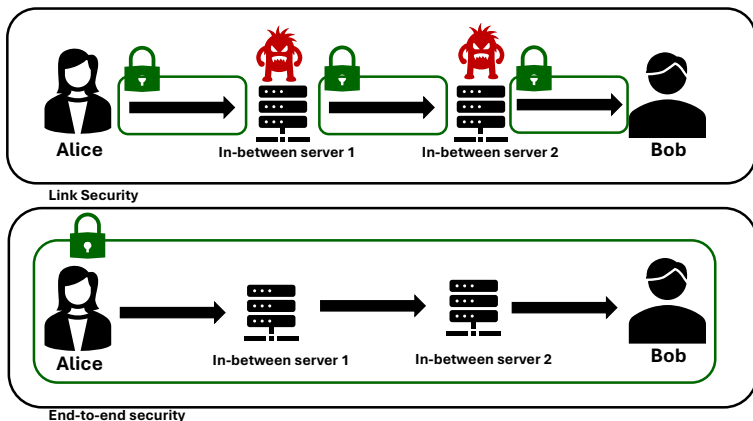 Alice
In-between server 1
In-between server 2
Bob
Link Security
Alice
In-between server 1
In-between server 2
Bob
End-to-end security